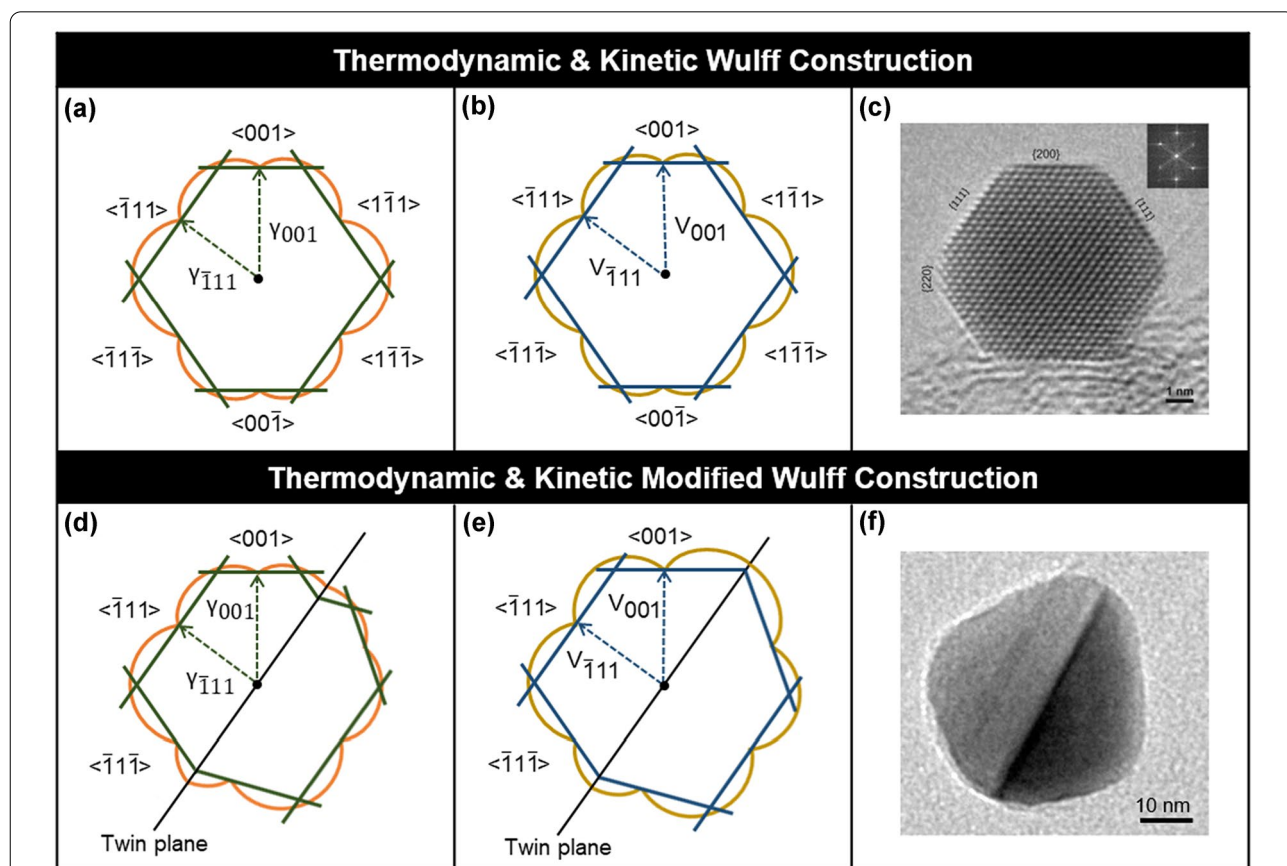 Thermodynamic & Kinetic Wulff Construction
(a)
<001>
<1̄11>
<11̄1>
γ001
γ1̄11
<1̄11̄>
<11̄1̄>
<001̄>
(b)
<001>
<1̄11>
<11̄1>
V001
V1̄11
<1̄11̄>
<11̄1̄>
<001̄>
(c)
{200}
{111}
{111}
{220}
1 nm
Thermodynamic & Kinetic Modified Wulff Construction
(d)
<001>
<1̄11>
γ001
γ1̄11
<1̄11̄>
Twin plane
(e)
<001>
<1̄11>
V001
V1̄11
<1̄11̄>
Twin plane
(f)
10 nm